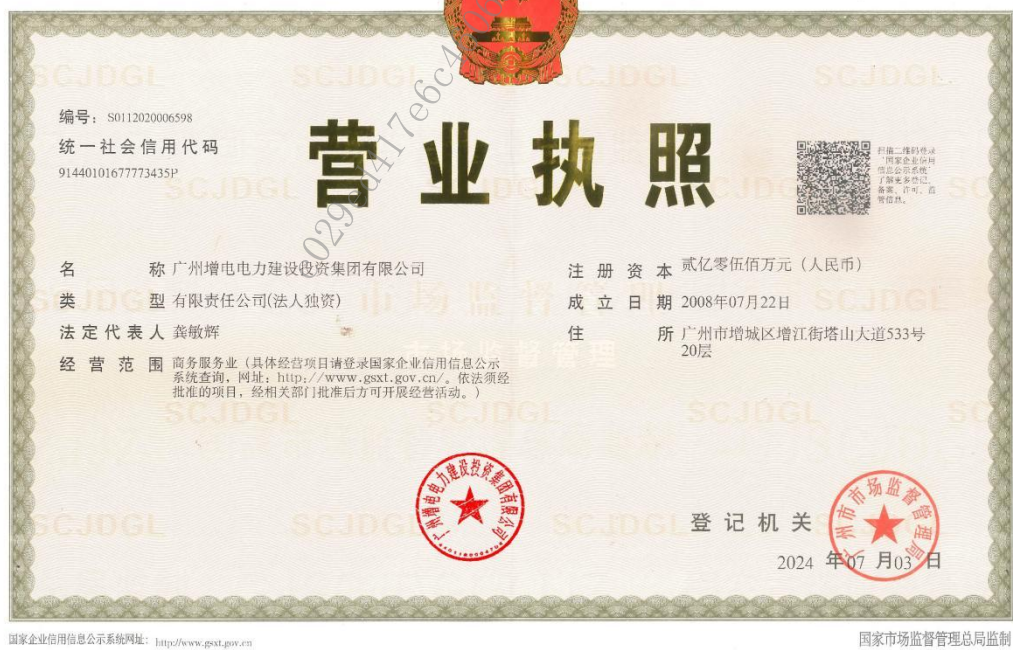 编号： S0112020006598
统一社会信用代码
91440101677773435P
营业执照
扫描二维码登录
“国家企业信用
信息公示系统”
了解更多登记、
备案、许可、监
管信息。
名称 广州增电电力建设投资集团有限公司
类型 有限责任公司(法人独资)
法定代表人 龚敏辉
经营范围 商务服务业（具体经营项目请登录国家企业信用信息公示
系统查询，网址：http://www.gsxt.gov.cn/。依法须经
批准的项目，经相关部门批准后方可开展经营活动。）
注册资本 贰亿零伍佰万元（人民币）
成立日期 2008年07月22日
住所 广州市增城区增江街塔山大道533号
20层
广州增电电力建设投资集团有限公司
登记机关
广州市市场监督管理局
2024 年07 月03 日
国家企业信用信息公示系统网址： http://www.gsxt.gov.cn
国家市场监督管理总局监制
SCJDGL
市场监督管理